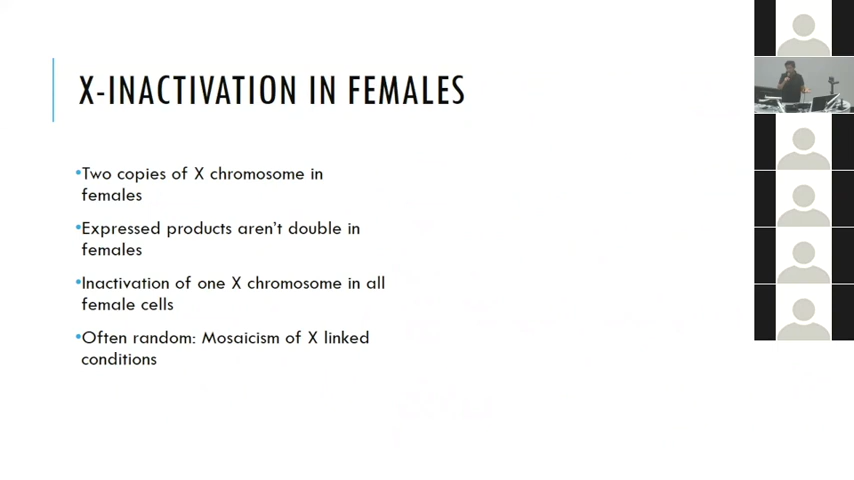 X-INACTIVATION IN FEMALES
•Two copies of X chromosome in
females
•Expressed products aren't double in
females
•Inactivation of one X chromosome in all
female cells
•Often random: Mosaicism of X linked
conditions